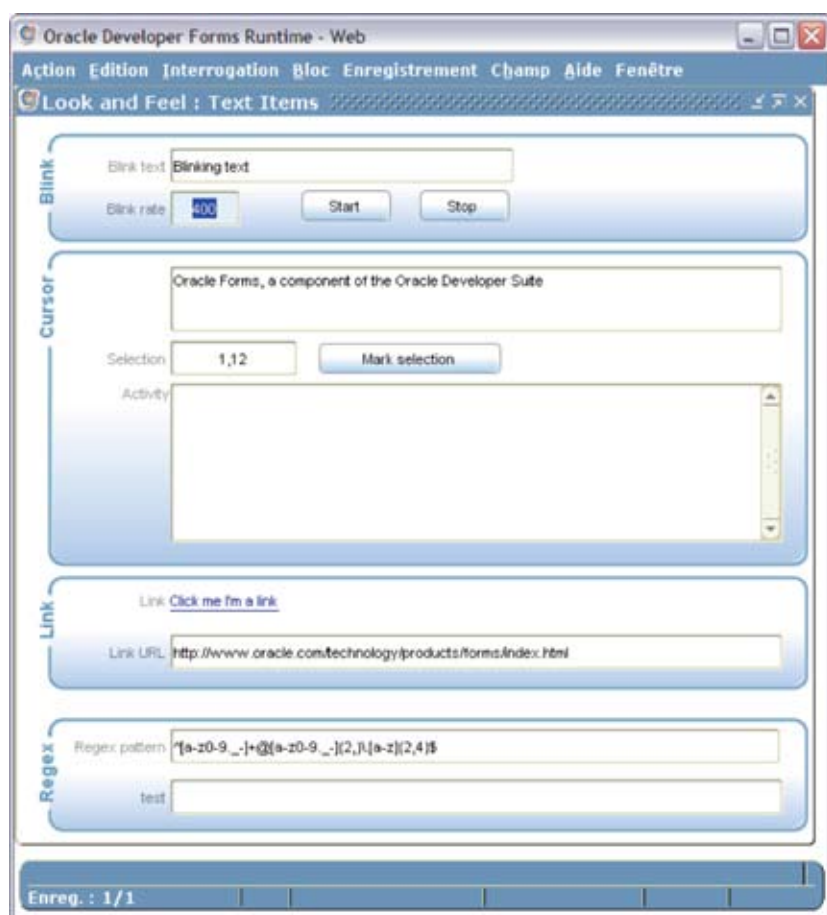 Oracle Developer Forms Runtime - Web
Action Edition Interrogation Bloc Enregistrement Champ Aide Fenêtre
Look and Feel : Text Items
Blink
Blink text Blinking text
Blink rate 400 Start Stop
Cursor
Oracle Forms, a component of the Oracle Developer Suite
Selection 1,12 Mark selection
Activity
Link
Link Click me I'm a link
Link URL http://www.oracle.com/technology/products/forms/index.html
Regex
Regex pattern ^[a-z0-9._-]+@[a-z0-9._-]{2,}\.[a-z]{2,4}$
test
Enreg. : 1/1